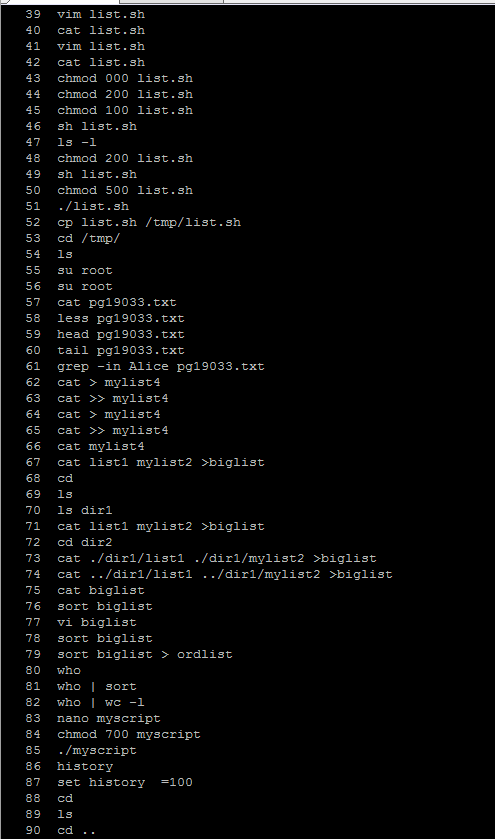 39 vim list.sh
40 cat list.sh
41 vim list.sh
42 cat list.sh
43 chmod 000 list.sh
44 chmod 200 list.sh
45 chmod 100 list.sh
46 sh list.sh
47 ls -l
48 chmod 200 list.sh
49 sh list.sh
50 chmod 500 list.sh
51 ./list.sh
52 cp list.sh /tmp/list.sh
53 cd /tmp/
54 ls
55 su root
56 su root
57 cat pg19033.txt
58 less pg19033.txt
59 head pg19033.txt
60 tail pg19033.txt
61 grep -in Alice pg19033.txt
62 cat > mylist4
63 cat >> mylist4
64 cat > mylist4
65 cat >> mylist4
66 cat mylist4
67 cat list1 mylist2 >biglist
68 cd
69 ls
70 ls dir1
71 cat list1 mylist2 >biglist
72 cd dir2
73 cat ./dir1/list1 ./dir1/mylist2 >biglist
74 cat ../dir1/list1 ../dir1/mylist2 >biglist
75 cat biglist
76 sort biglist
77 vi biglist
78 sort biglist
79 sort biglist > ordlist
80 who
81 who | sort
82 who | wc -l
83 nano myscript
84 chmod 700 myscript
85 ./myscript
86 history
87 set history  =100
88 cd
89 ls
90 cd ..